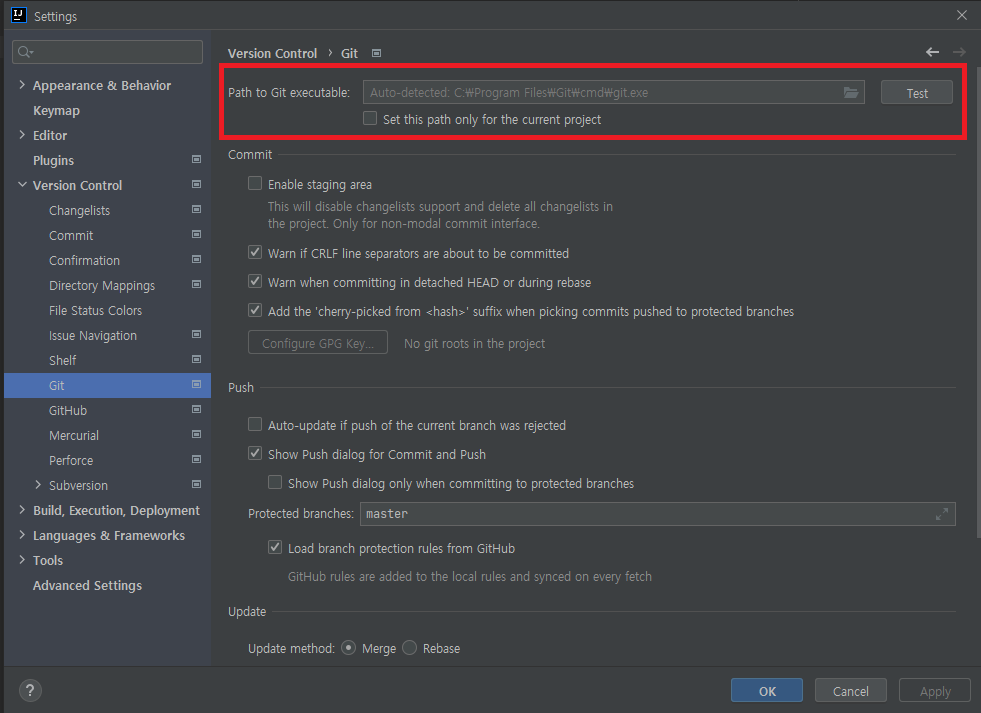 IJ
Settings
Version Control › Git
Appearance & Behavior
Keymap
Editor
Plugins
Version Control
Changelists
Commit
Confirmation
Directory Mappings
File Status Colors
Issue Navigation
Shelf
Git
GitHub
Mercurial
Perforce
Subversion
Build, Execution, Deployment
Languages & Frameworks
Tools
Advanced Settings
Path to Git executable: Auto-detected: C:₩Program Files₩Git₩cmd₩git.exe Test
Set this path only for the current project
Commit
Enable staging area
This will disable changelists support and delete all changelists in
the project. Only for non-modal commit interface.
Warn if CRLF line separators are about to be committed
Warn when committing in detached HEAD or during rebase
Add the 'cherry-picked from <hash>' suffix when picking commits pushed to protected branches
Configure GPG Key... No git roots in the project
Push
Auto-update if push of the current branch was rejected
Show Push dialog for Commit and Push
Show Push dialog only when committing to protected branches
Protected branches: master
Load branch protection rules from GitHub
GitHub rules are added to the local rules and synced on every fetch
Update
Update method: Merge Rebase
? OK Cancel Apply